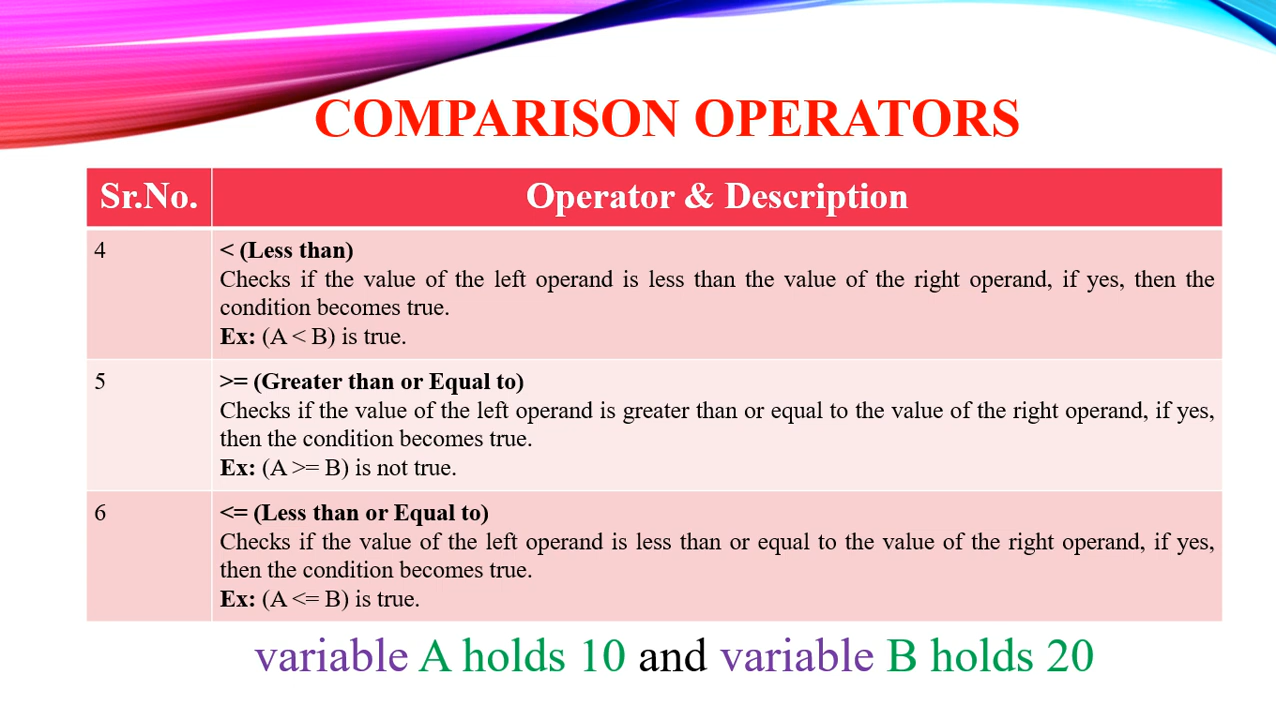 COMPARISON OPERATORS
Sr.No. Operator & Description
4 < (Less than)
Checks if the value of the left operand is less than the value of the right operand, if yes, then the
condition becomes true.
Ex: (A < B) is true.
5 >= (Greater than or Equal to)
Checks if the value of the left operand is greater than or equal to the value of the right operand, if yes,
then the condition becomes true.
Ex: (A >= B) is not true.
6 <= (Less than or Equal to)
Checks if the value of the left operand is less than or equal to the value of the right operand, if yes,
then the condition becomes true.
Ex: (A <= B) is true.
variable A holds 10 and variable B holds 20